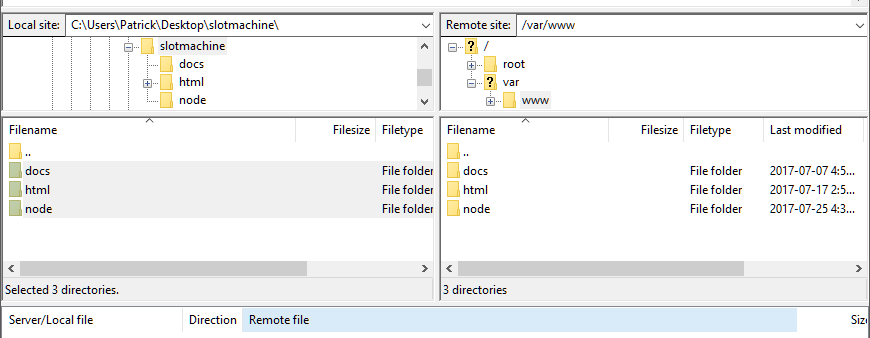 Local site: C:\Users\Patrick\Desktop\slotmachine\
slotmachine
docs
html
node
Filename Filesize Filetype
..
docs File folder
html File folder
node File folder
Selected 3 directories.
Remote site: /var/www
/
root
var
www
Filename Filesize Filetype Last modified
..
docs File folder 2017-07-07 4:5...
html File folder 2017-07-17 2:5...
node File folder 2017-07-25 4:3...
3 directories
Server/Local file Direction Remote file Size